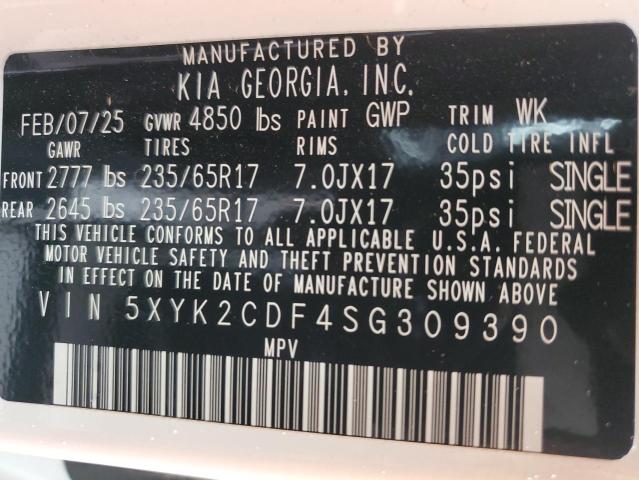 MANUFACTURED BY
KIA GEORGIA, INC.
FEB/07/25 GVWR 4850 lbs PAINT GWP TRIM WK
GAWR TIRES RIMS COLD TIRE INFL
FRONT 2777 lbs 235/65R17 7.0JX17 35psi SINGLE
REAR 2645 lbs 235/65R17 7.0JX17 35psi SINGLE
THIS VEHICLE CONFORMS TO ALL APPLICABLE U.S.A. FEDERAL
MOTOR VEHICLE SAFETY AND THEFT PREVENTION STANDARDS
IN EFFECT ON THE DATE OF MANUFACTURE SHOWN ABOVE
VIN 5XYK2CDF4SG309390
MPV